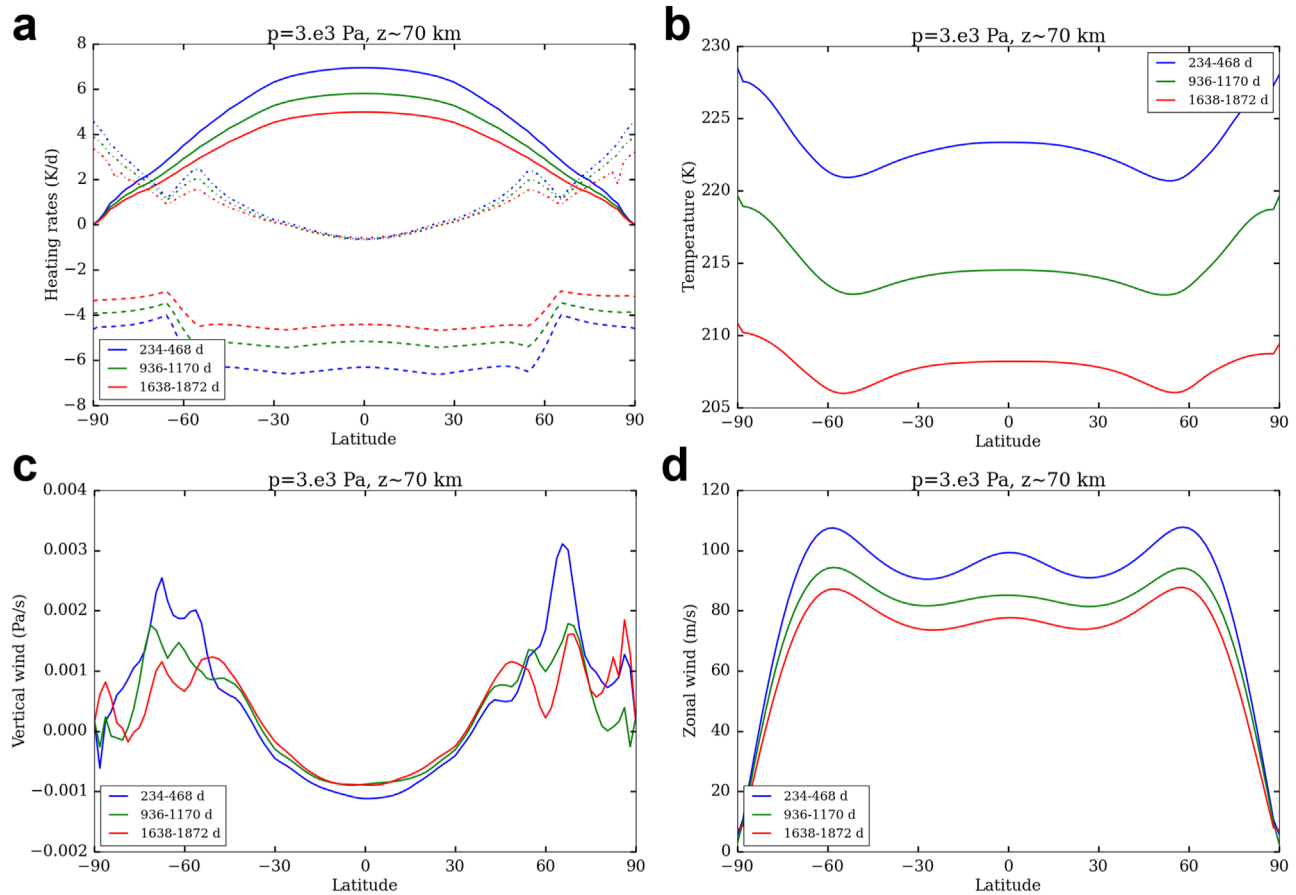 a
p=3.e3 Pa, z~70 km
8
6
4
2
0
−2
−4
−6
−8
Heating rates (K/d)
234-468 d
936-1170 d
1638-1872 d
−90 −60 −30 0 30 60 90
Latitude
b
p=3.e3 Pa, z~70 km
230
225
220
215
210
205
Temperature (K)
234-468 d
936-1170 d
1638-1872 d
−90 −60 −30 0 30 60 90
Latitude
c
p=3.e3 Pa, z~70 km
0.004
0.003
0.002
0.001
0.000
−0.001
−0.002
Vertical wind (Pa/s)
234-468 d
936-1170 d
1638-1872 d
−90 −60 −30 0 30 60 90
Latitude
d
p=3.e3 Pa, z~70 km
120
100
80
60
40
20
0
Zonal wind (m/s)
234-468 d
936-1170 d
1638-1872 d
−90 −60 −30 0 30 60 90
Latitude